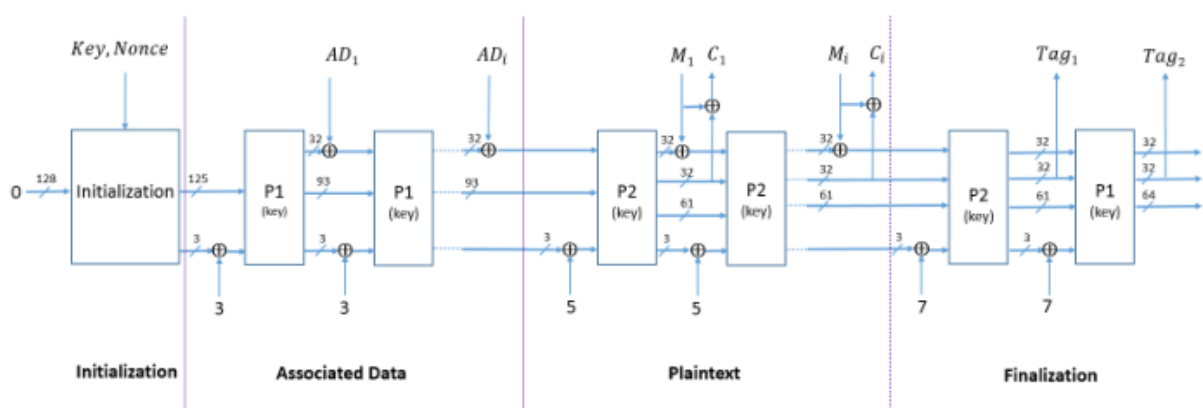 Key, Nonce
AD₁
ADᵢ
M₁ C₁
Mᵢ Cᵢ
Tag₁
Tag₂
32
32
32
32
32
32
32
0
128
Initialization
125
P1
(key)
93
P1
(key)
93
P2
(key)
32
P2
(key)
32
P2
(key)
32
P1
(key)
32
61
61
61
64
3
3
3
3
3
3
3
3
5
5
7
7
Initialization
Associated Data
Plaintext
Finalization